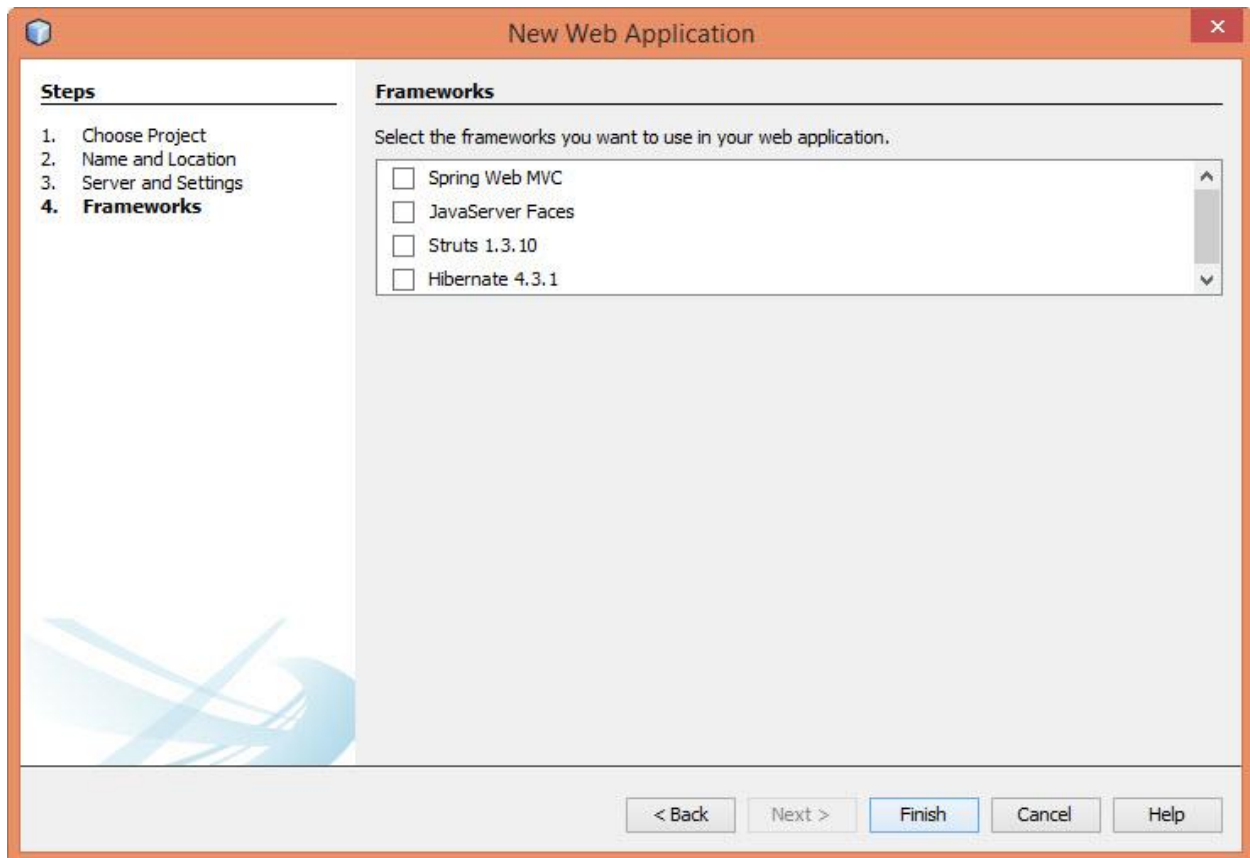 New Web Application
Steps
1. Choose Project
2. Name and Location
3. Server and Settings
4. Frameworks
Frameworks
Select the frameworks you want to use in your web application.
Spring Web MVC
JavaServer Faces
Struts 1.3.10
Hibernate 4.3.1
< Back Next > Finish Cancel Help